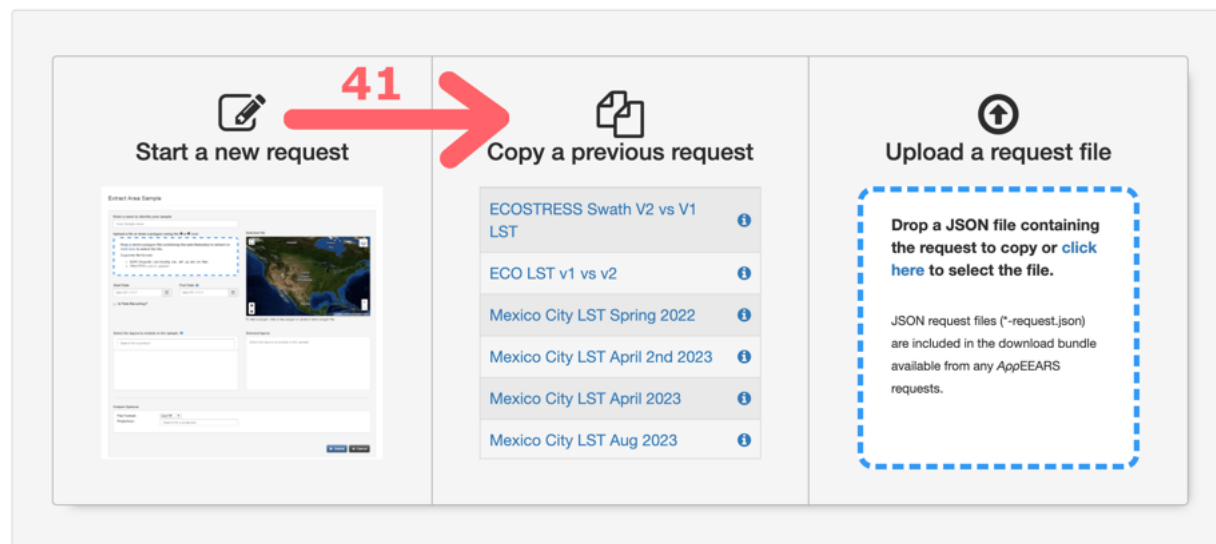 41
Start a new request
Extract Area Sample
Copy a previous request
ECOSTRESS Swath V2 vs V1
LST
ECO LST v1 vs v2
Mexico City LST Spring 2022
Mexico City LST April 2nd 2023
Mexico City LST April 2023
Mexico City LST Aug 2023
Upload a request file
Drop a JSON file containing
the request to copy or click
here to select the file.
JSON request files (*-request.json)
are included in the download bundle
available from any AppEEARS
requests.